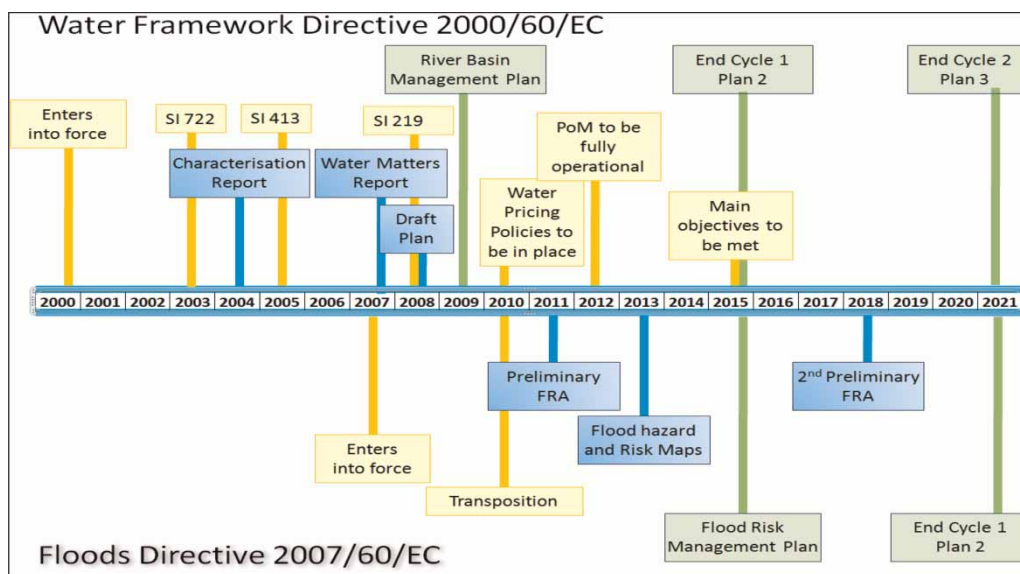 Water Framework Directive 2000/60/EC
River Basin
Management Plan
End Cycle 1
Plan 2
End Cycle 2
Plan 3
Enters
into force
SI 722
SI 413
SI 219
PoM to be
fully
operational
Characterisation
Report
Water Matters
Report
Water
Pricing
Policies to
be in place
Main
objectives to
be met
Draft
Plan
2000 2001 2002 2003 2004 2005 2006 2007 2008 2009 2010 2011 2012 2013 2014 2015 2016 2017 2018 2019 2020 2021
Preliminary
FRA
2nd Preliminary
FRA
Flood hazard
and Risk Maps
Enters
into force
Transposition
Flood Risk
Management Plan
End Cycle 1
Plan 2
Floods Directive 2007/60/EC